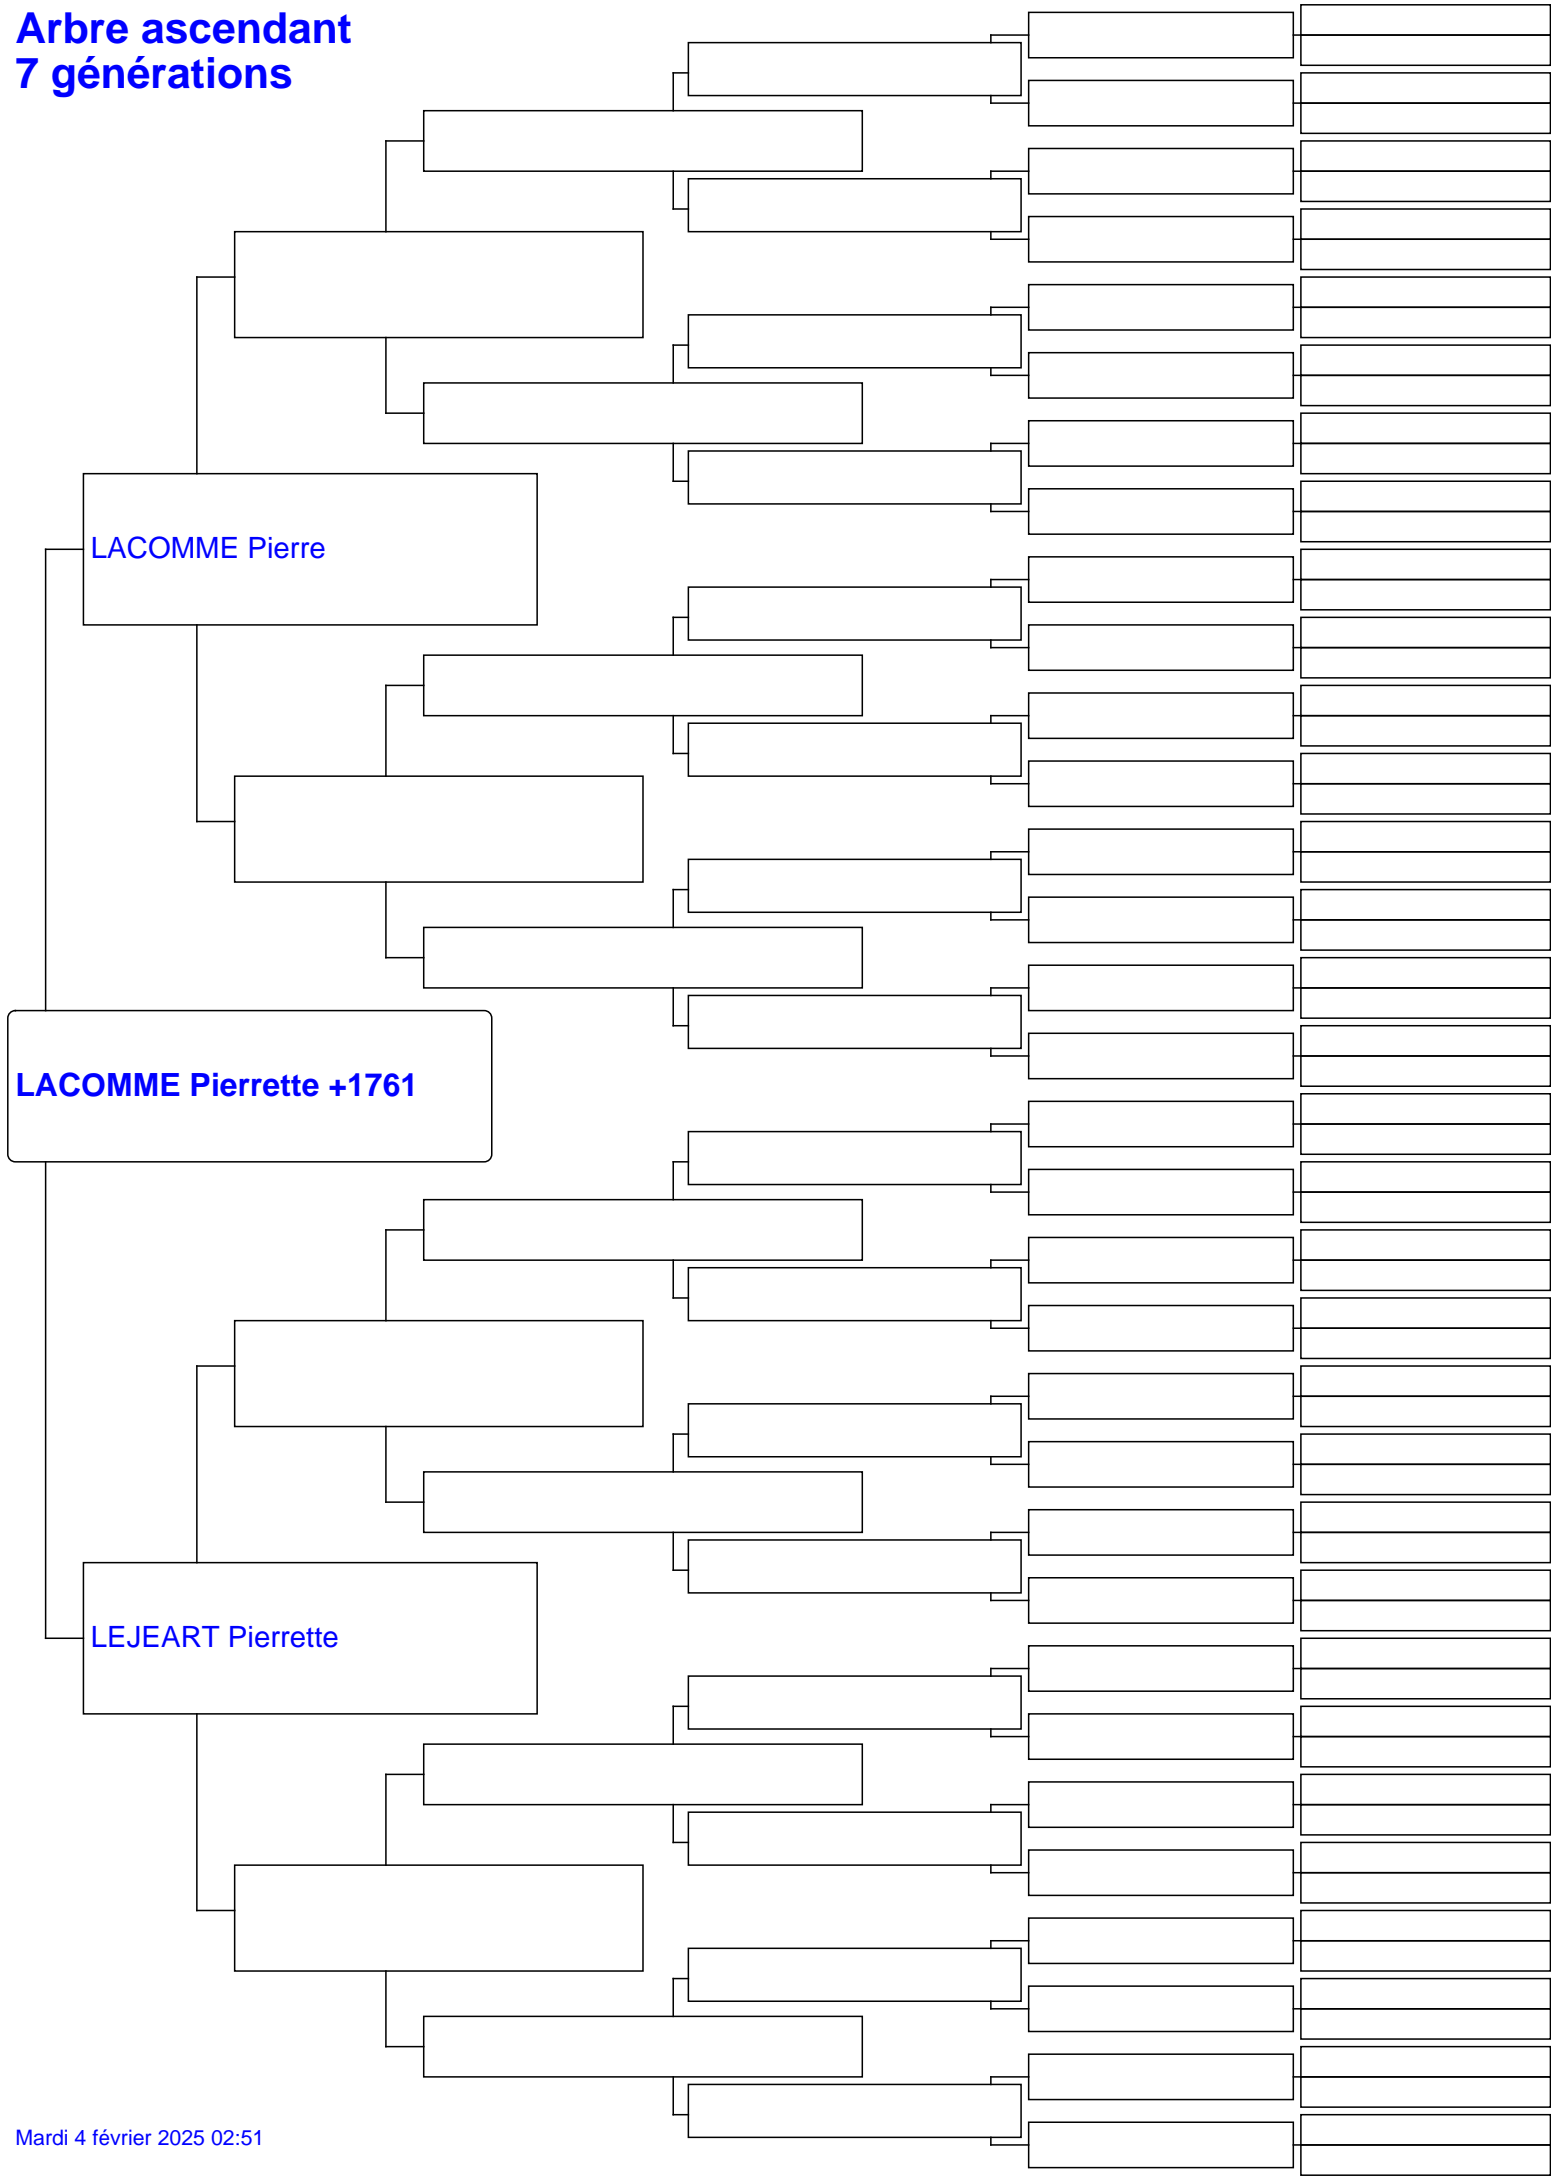 Arbre ascendant
7 générations
LACOMME Pierre
LACOMME Pierrette +1761
LEJEART Pierrette
Mardi 4 février 2025 02:51